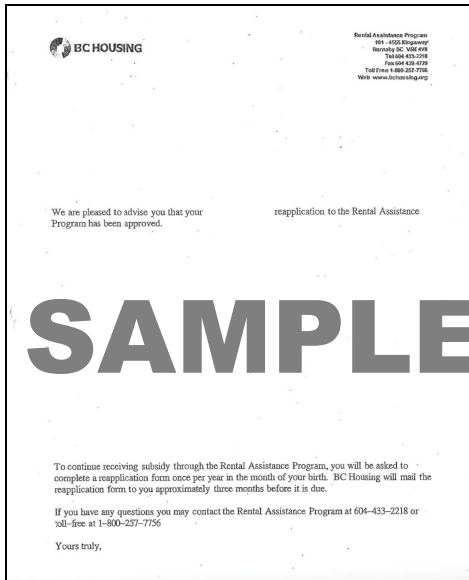 BC HOUSING
Rental Assistance Program
101 - 4555 Kingsway
Burnaby BC V5H 4V8
Tel 604 433-2218
Fax 604 439-4729
Toll Free 1-800-257-7756
Web www.bchousing.org
We are pleased to advise you that your reapplication to the Rental Assistance
Program has been approved.
SAMPLE
To continue receiving subsidy through the Rental Assistance Program, you will be asked to
complete a reapplication form once per year in the month of your birth. BC Housing will mail the
reapplication form to you approximately three months before it is due.
If you have any questions you may contact the Rental Assistance Program at 604-433-2218 or
toll-free at 1-800-257-7756
Yours truly,